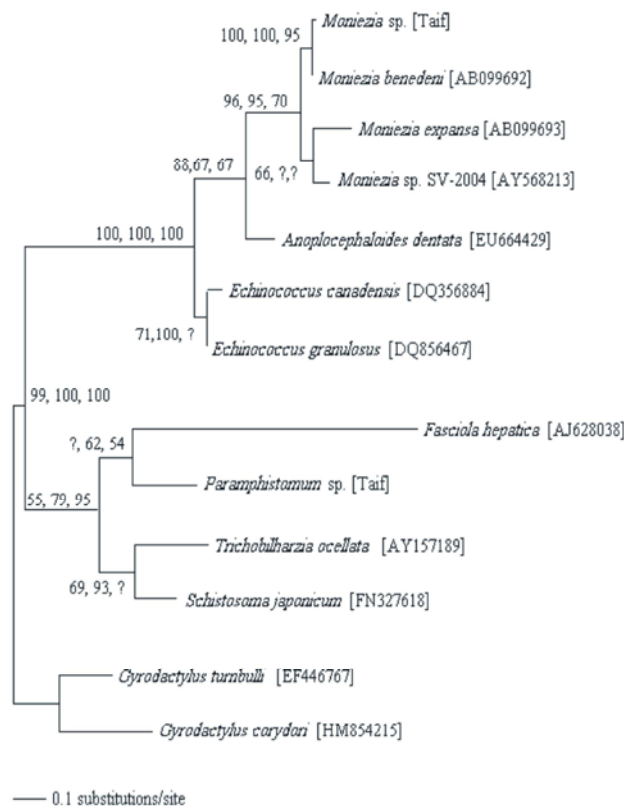 Moniezia sp. [Taif]
100, 100, 95
Moniezia benedeni [AB099692]
96, 95, 70
Moniezia expansa [AB099693]
88,67, 67
66, ?,?
Moniezia sp. SV-2004 [AY568213]
100, 100, 100
Anoplocephaloides dentata [EU664429]
Echinococcus canadensis [DQ356884]
71,100, ?
Echinococcus granulosus [DQ856467]
99, 100, 100
Fasciola hepatica [AJ628038]
?, 62, 54
Paramphistomum sp. [Taif]
55, 79, 95
Trichobilharzia ocellata [AY157189]
69, 93, ?
Schistosoma japonicum [FN327618]
Gyrodactylus turnbulli [EF446767]
Gyrodactylus corydori [HM854215]
0.1 substitutions/site